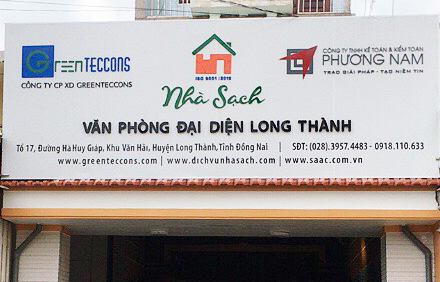 GreenTECCONS
CÔNG TY CP XD GREENTECCONS
ISO 9001:2015
Nhà Sạch
CÔNG TY TNHH KẾ TOÁN & KIỂM TOÁN
PHƯƠNG NAM
TRAO GIẢI PHÁP - TẠO NIỀM TIN
VĂN PHÒNG ĐẠI DIỆN LONG THÀNH
Tổ 17, Đường Hà Huy Giáp, Khu Văn Hải, Huyện Long Thành, Tỉnh Đồng Nai | SĐT: (028).3957.4483 - 0918.110.633
www.greenteccons.com | www.dichvunhasach.com | www.saac.com.vn